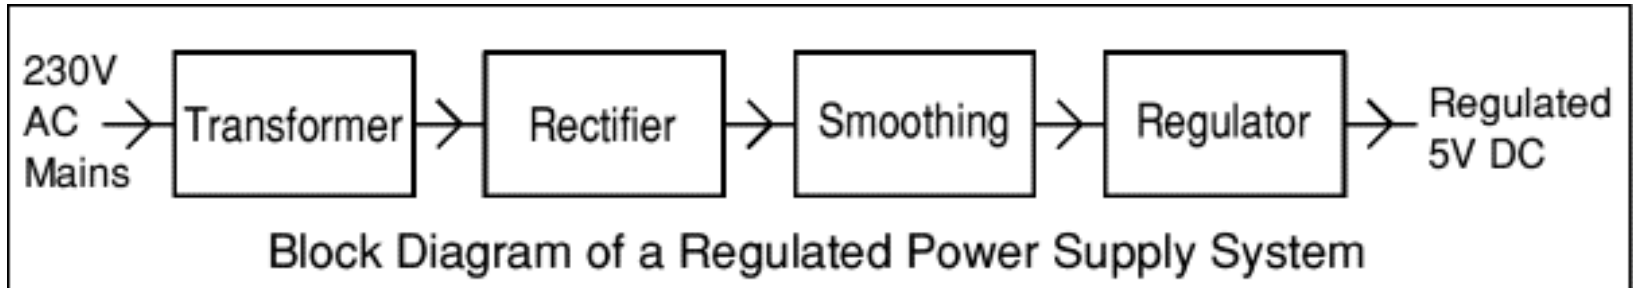 230V
AC
Mains
Transformer
Rectifier
Smoothing
Regulator
Regulated
5V DC
Block Diagram of a Regulated Power Supply System